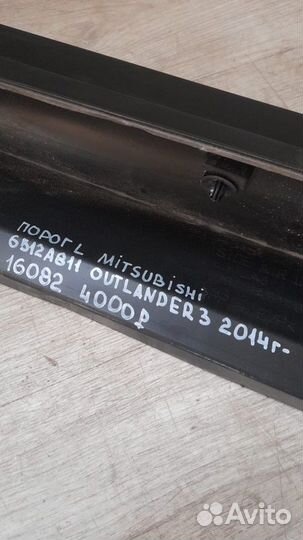 ПОРОГ L MITSUBISHI
6512A811 OUTLANDER 3 2014г-
16082 4000₽
Avito